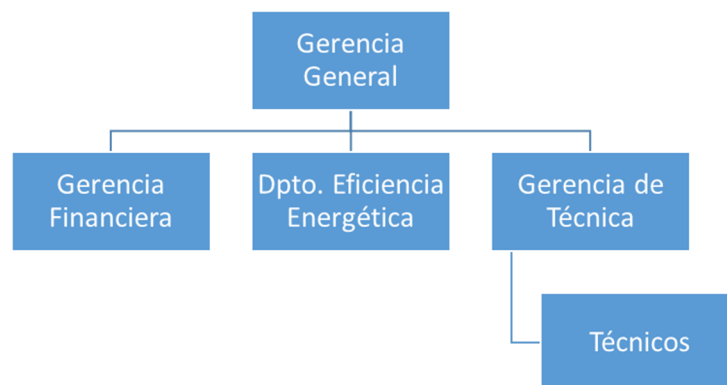 Gerencia
General
Gerencia
Financiera
Dpto. Eficiencia
Energética
Gerencia de
Técnica
Técnicos